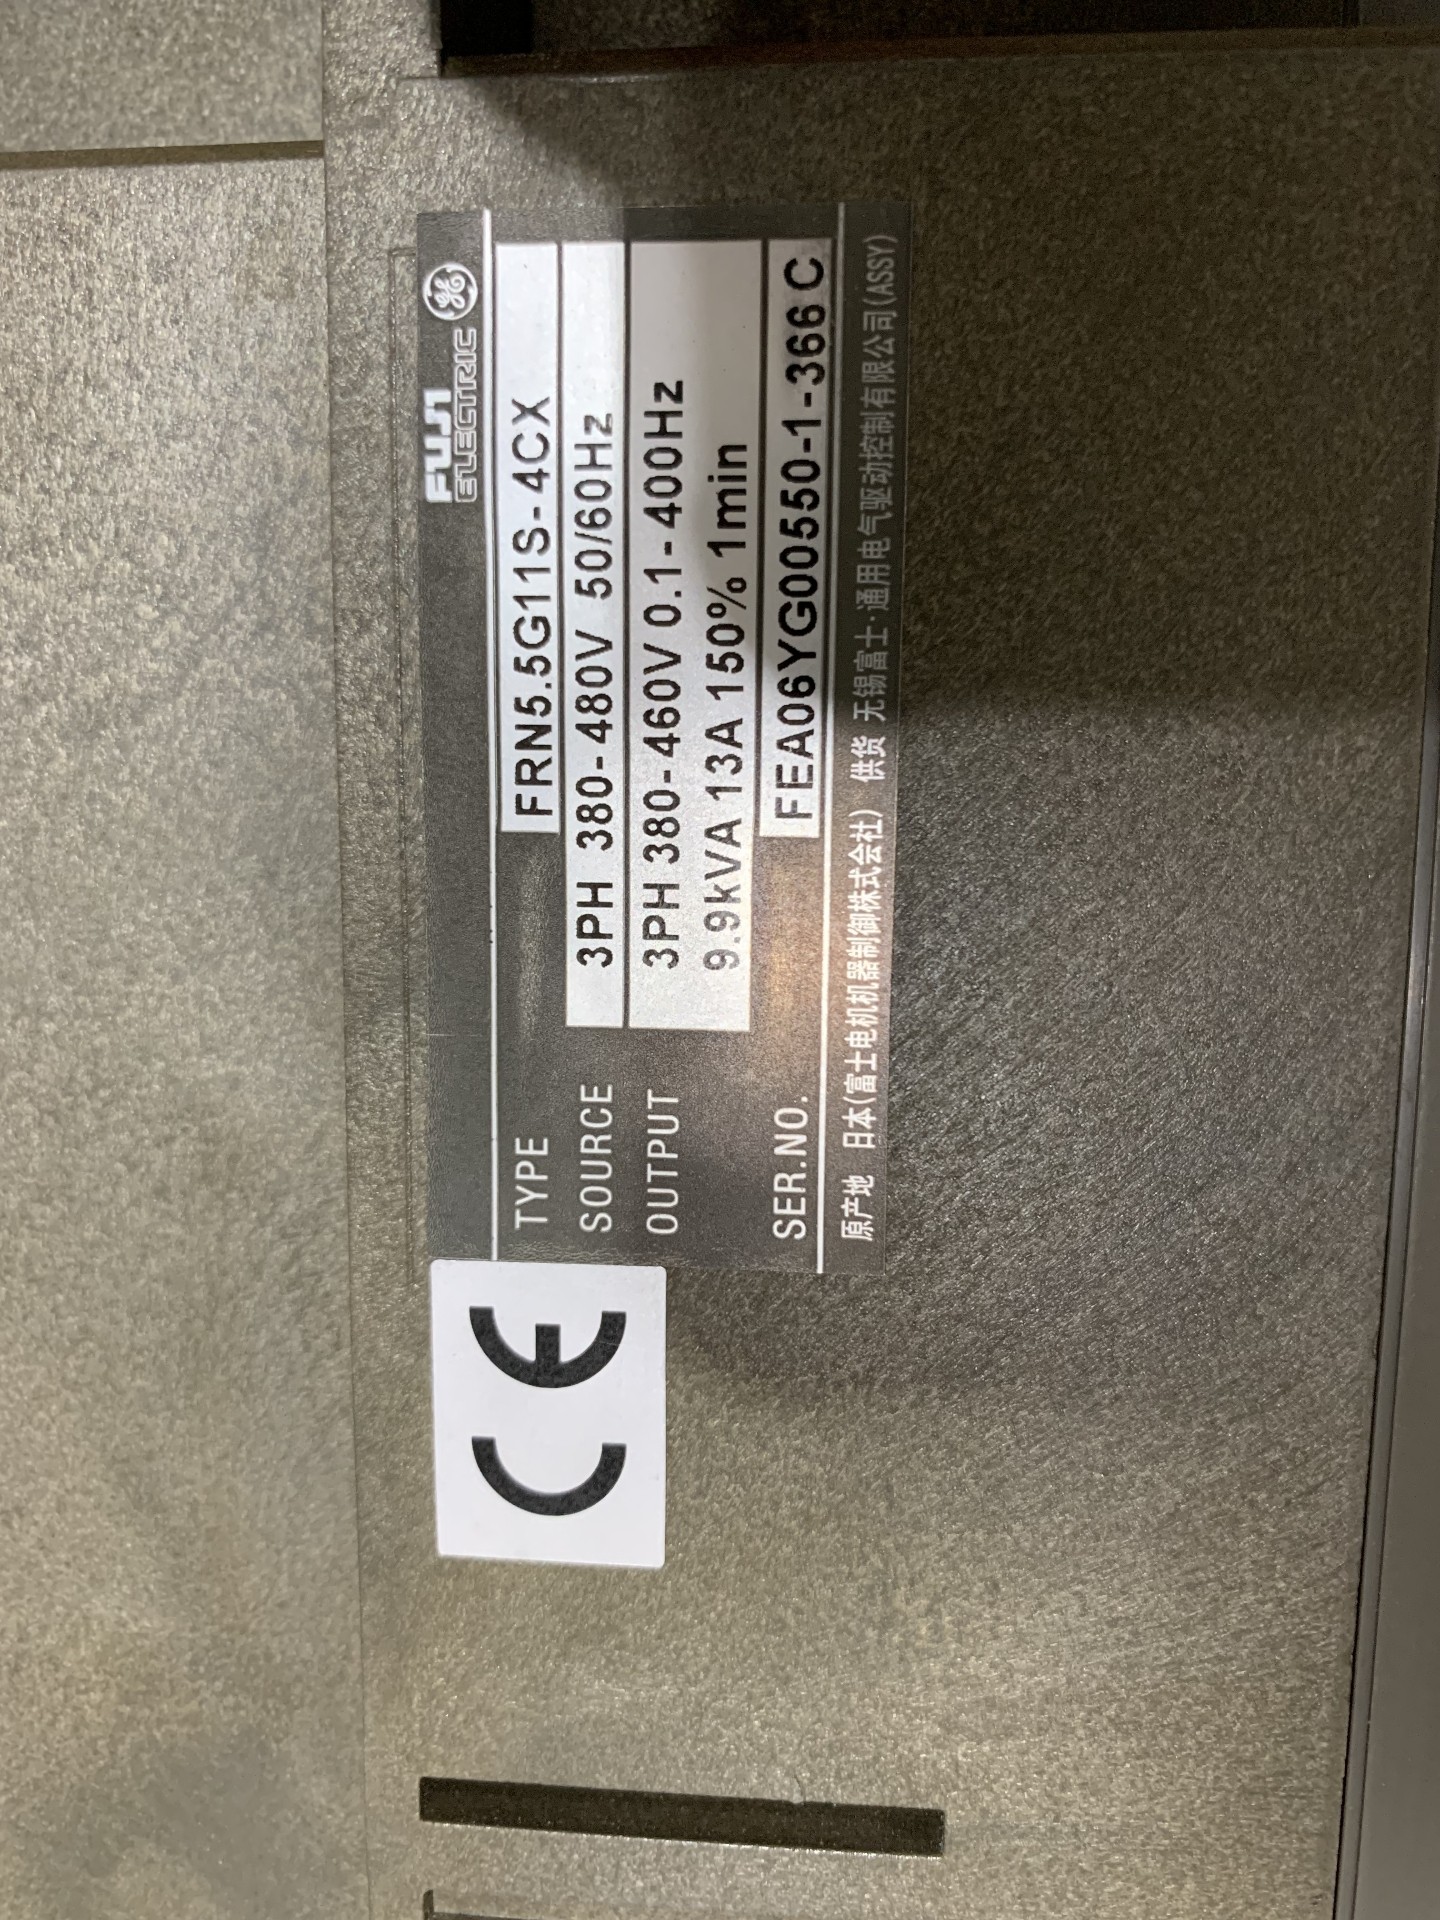 FUJI
ELECTRIC GE
TYPE FRN5.5G11S-4CX
SOURCE 3PH 380-480V 50/60Hz
OUTPUT 3PH 380-460V 0.1-400Hz
9.9kVA 13A 150% 1min
SER.NO. FEA06YG00550-1-366 C
原产地 日本(富士电机机器制御株式会社) 供货 无锡富士·通用电气驱动控制有限公司(ASSY)
CE